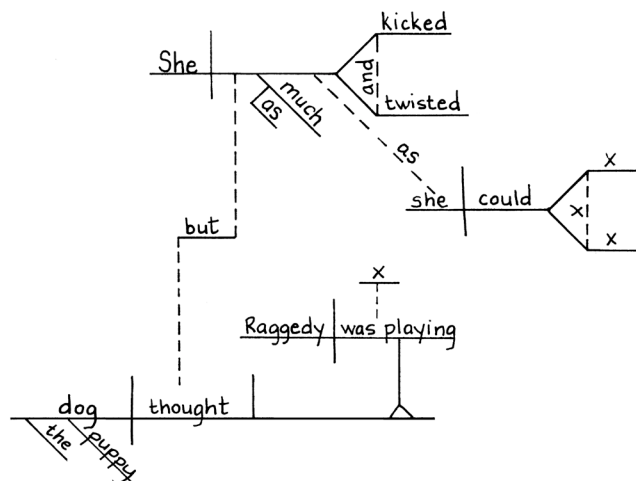 kicked
She
and
as
much
twisted
as
she
could
x
x
x
but
x
Raggedy
was playing
dog
thought
the
puppy